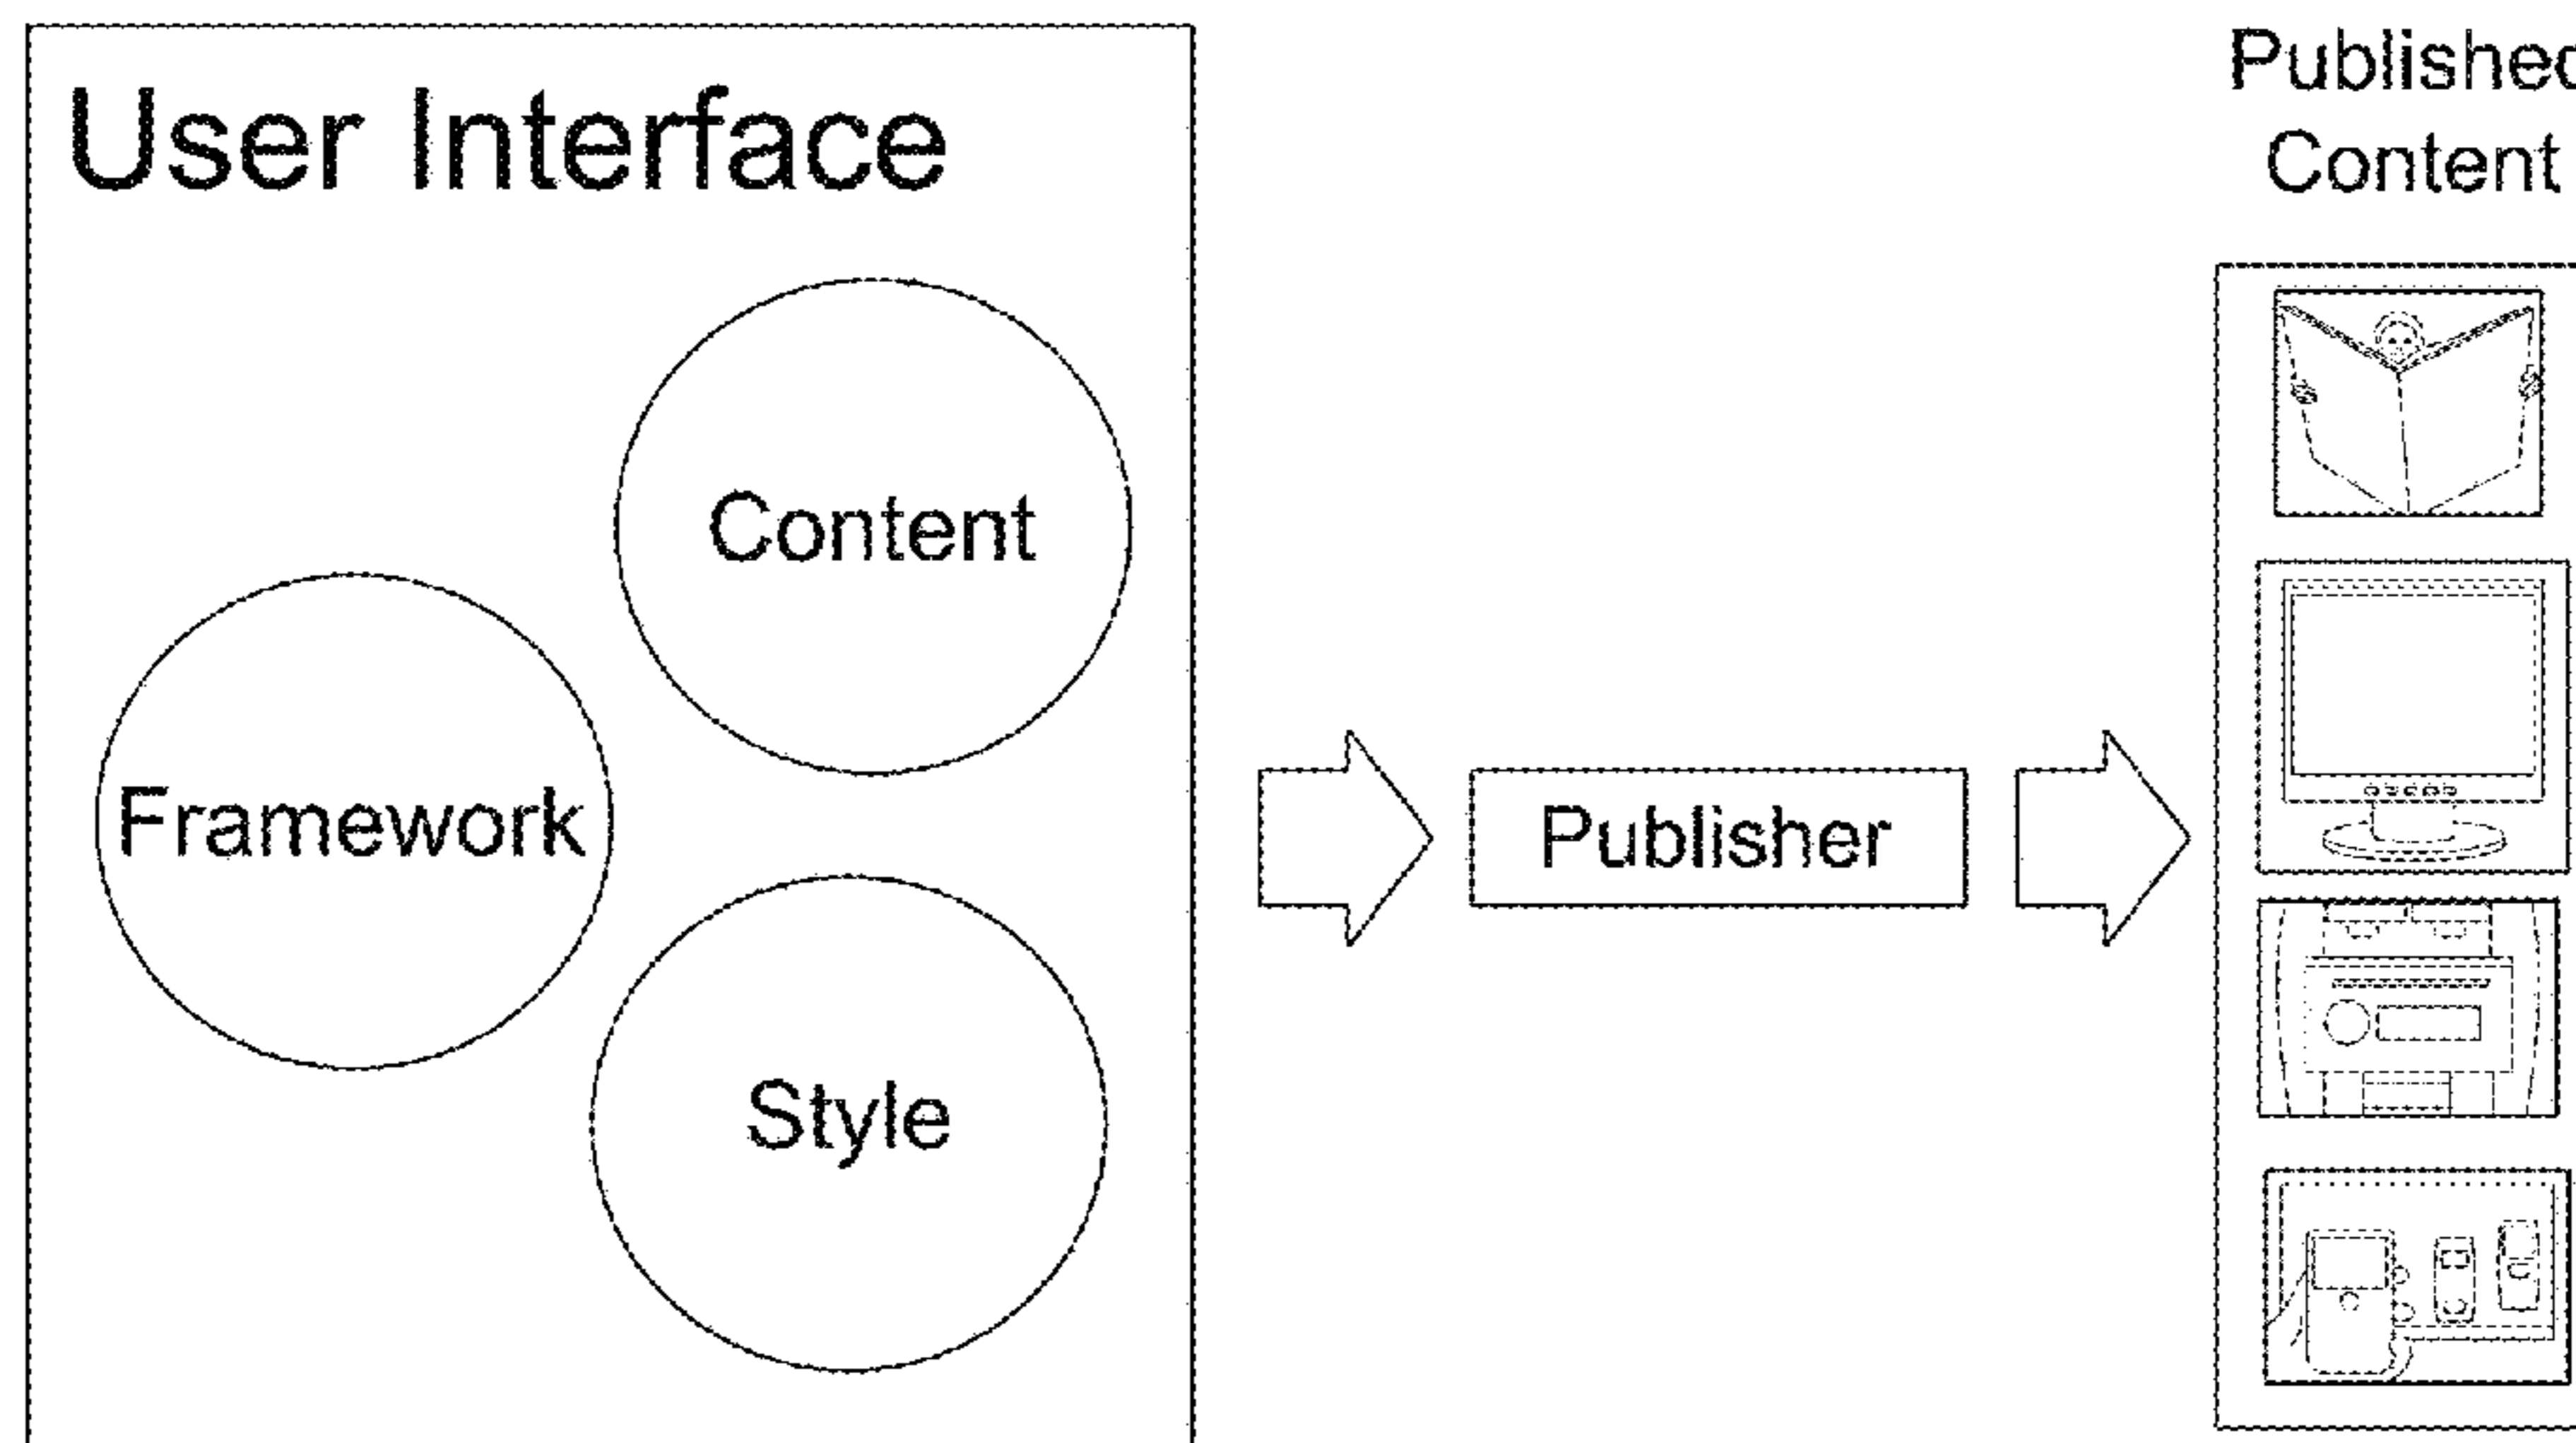 User Interface
Content
Framework
Style
Publisher
Published
Content